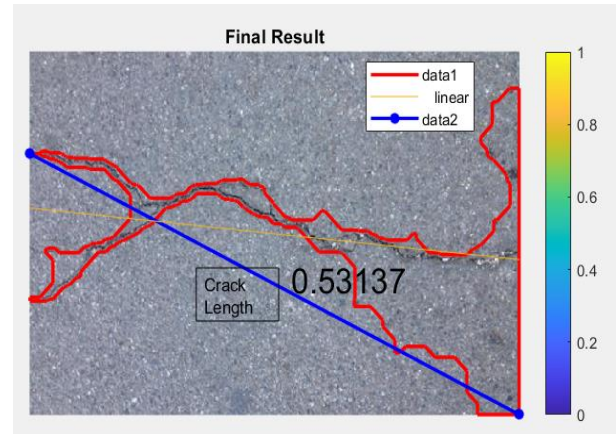 Final Result
data1
linear
data2
Crack
Length
0.53137
1
0.8
0.6
0.4
0.2
0